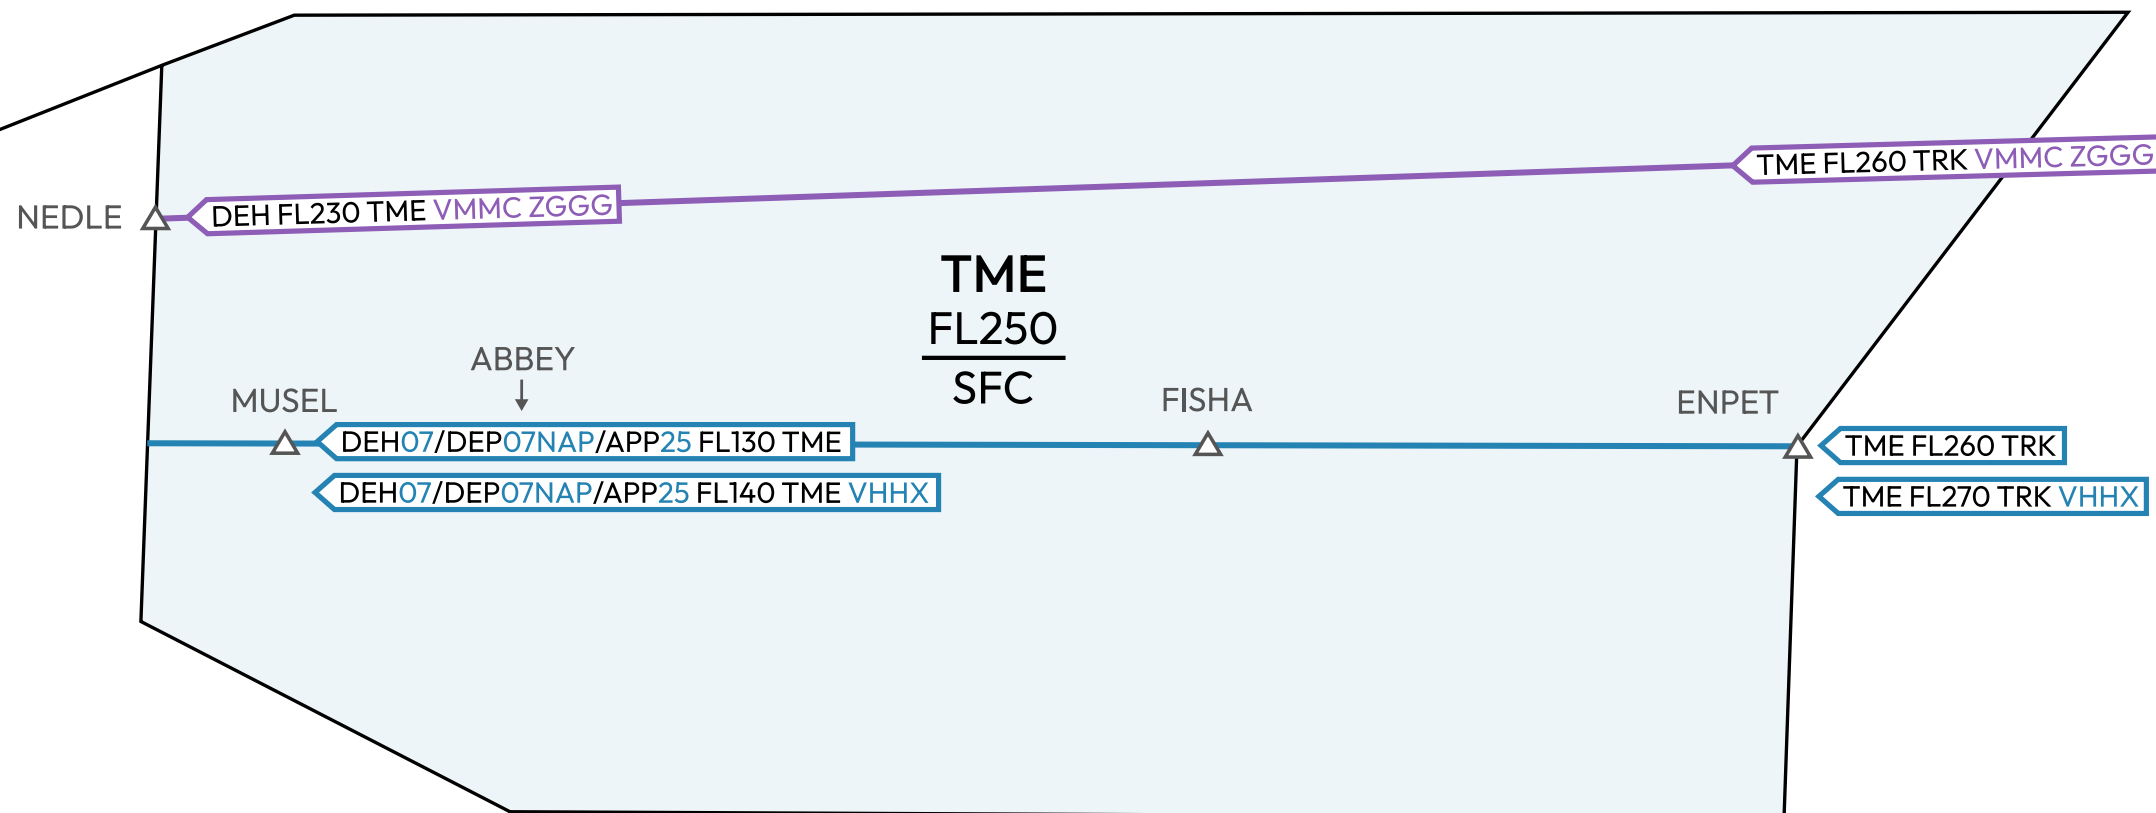 TME FL260 TRK VMMC ZGGG
NEDLE
DEH FL230 TME VMMC ZGGG
TME
FL250
SFC
ABBEY
MUSEL
FISHA
ENPET
DEH07/DEP07NAP/APP25 FL130 TME
TME FL260 TRK
DEH07/DEP07NAP/APP25 FL140 TME VHHX
TME FL270 TRK VHHX